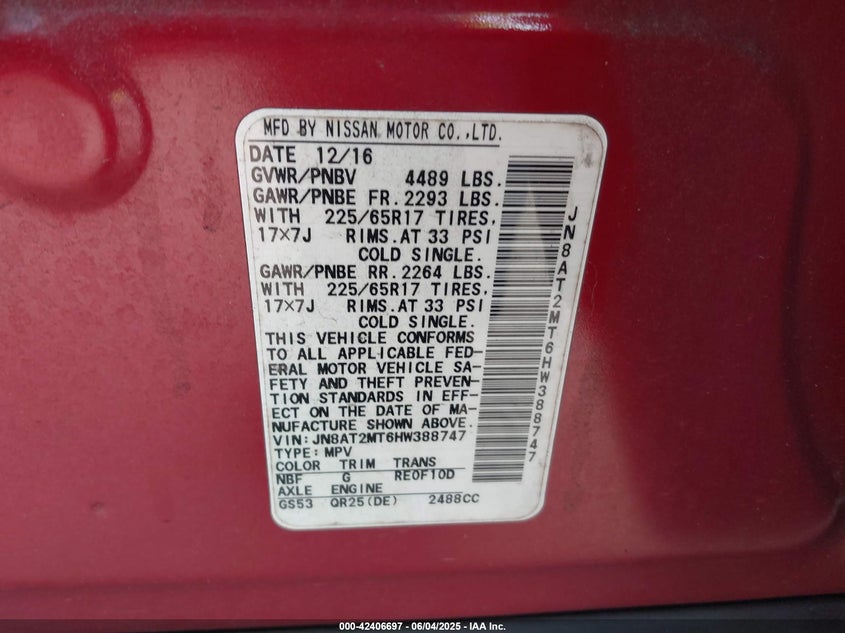 MFD BY NISSAN MOTOR CO.,LTD.
DATE 12/16
GVWR/PNBV 4489 LBS.
GAWR/PNBE FR. 2293 LBS.
WITH 225/65R17 TIRES,
17×7J RIMS. AT 33 PSI
COLD SINGLE.
GAWR/PNBE RR. 2264 LBS.
WITH 225/65R17 TIRES,
17×7J RIMS. AT 33 PSI
COLD SINGLE.
THIS VEHICLE CONFORMS
TO ALL APPLICABLE FED-
ERAL MOTOR VEHICLE SA-
FETY AND THEFT PREVEN-
TION STANDARDS IN EFF-
ECT ON THE DATE OF MA-
NUFACTURE SHOWN ABOVE.
VIN: JN8AT2MT6HW388747
TYPE: MPV
COLOR TRIM TRANS
NBF G RE0F10D
AXLE ENGINE
GS53 QR25(DE) 2488CC
JN8AT2MT6HW388747
000-42406697 - 06/04/2025 - IAA Inc.